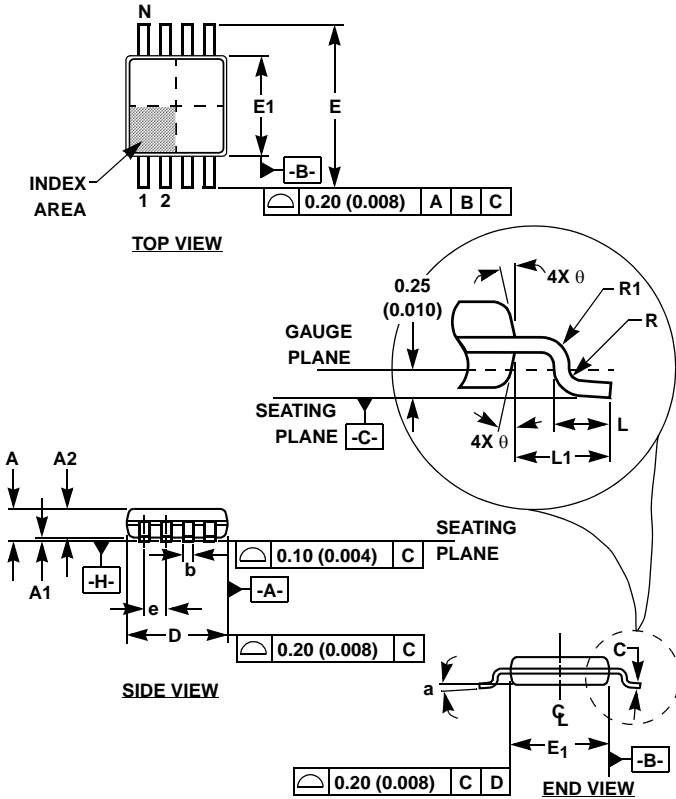 N
E1
E
-B-
INDEX
AREA
1 2
0.20 (0.008) A B C
TOP VIEW
0.25
(0.010)
4X θ
R1
R
GAUGE
PLANE
SEATING
PLANE -C-
4X θ
L
L1
A A2
SEATING
PLANE
A1
-H-
b
0.10 (0.004) C
-A-
e
D
0.20 (0.008) C
SIDE VIEW
C
a
CL
E1
-B-
0.20 (0.008) C D
END VIEW